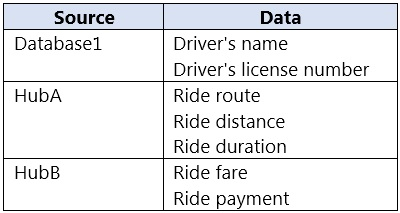 Source Data
Database1 Driver's name
Driver's license number
HubA Ride route
Ride distance
Ride duration
HubB Ride fare
Ride payment